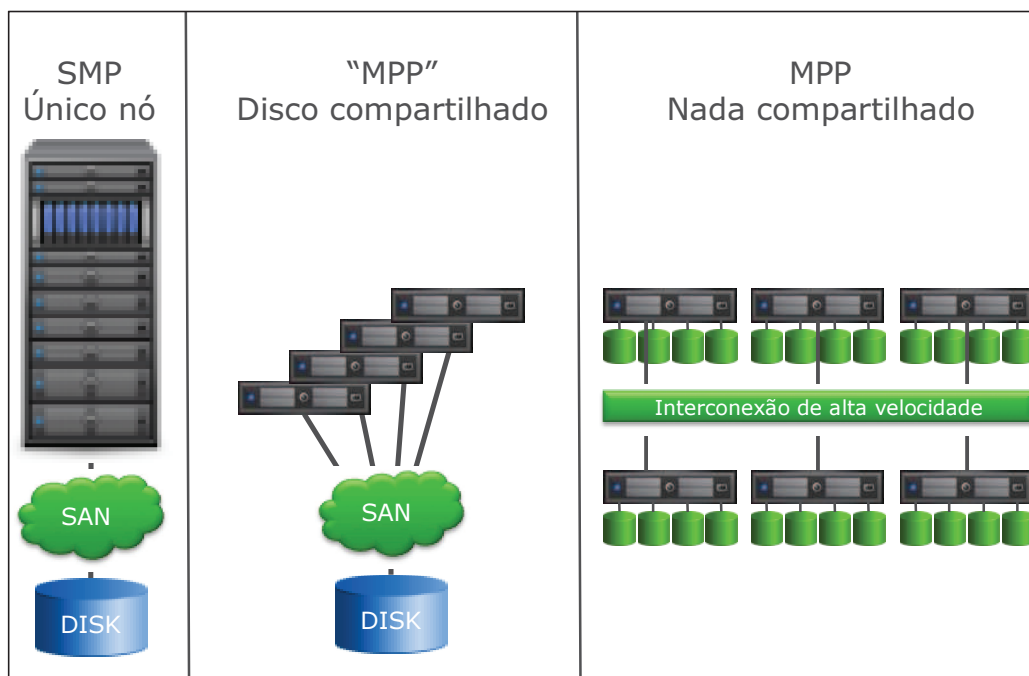 SMP
Único nó
“MPP”
Disco compartilhado
MPP
Nada compartilhado
Interconexão de alta velocidade
SAN
SAN
DISK
DISK